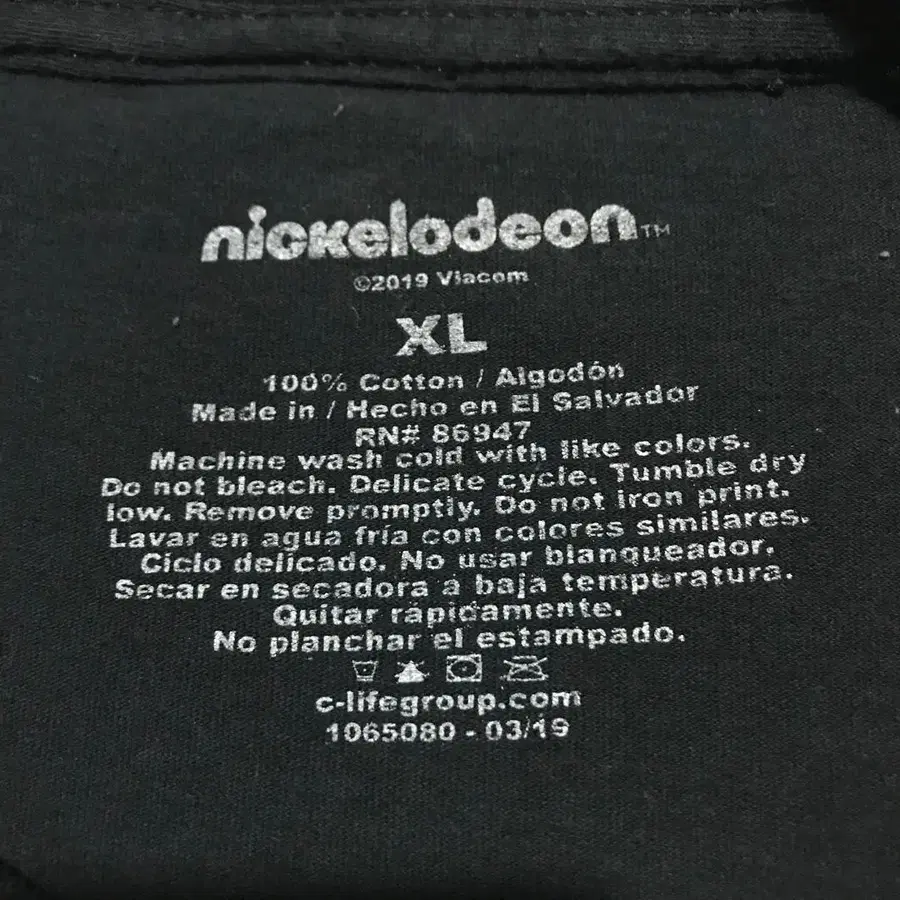 nickelodeon™
©2019 Viacom
XL
100% Cotton / Algodón
Made in / Hecho en El Salvador
RN# 86947
Machine wash cold with like colors.
Do not bleach. Delicate cycle. Tumble dry
low. Remove promptly. Do not iron print.
Lavar en agua fría con colores similares.
Ciclo delicado. No usar blanqueador.
Secar en secadora a baja temperatura.
Quitar rápidamente.
No planchar el estampado.
c-lifegroup.com
1065080 - 03/19